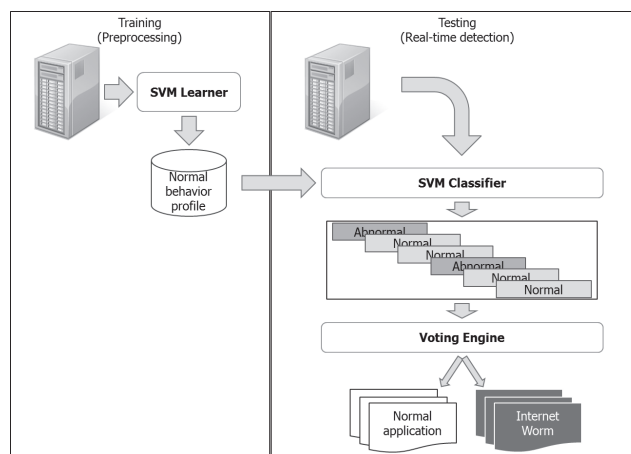 Training
(Preprocessing)
SVM Learner
Normal
behavior
profile
Testing
(Real-time detection)
SVM Classifier
Abnormal
Normal
Normal
Abnormal
Normal
Normal
Voting Engine
Normal
application
Internet
Worm